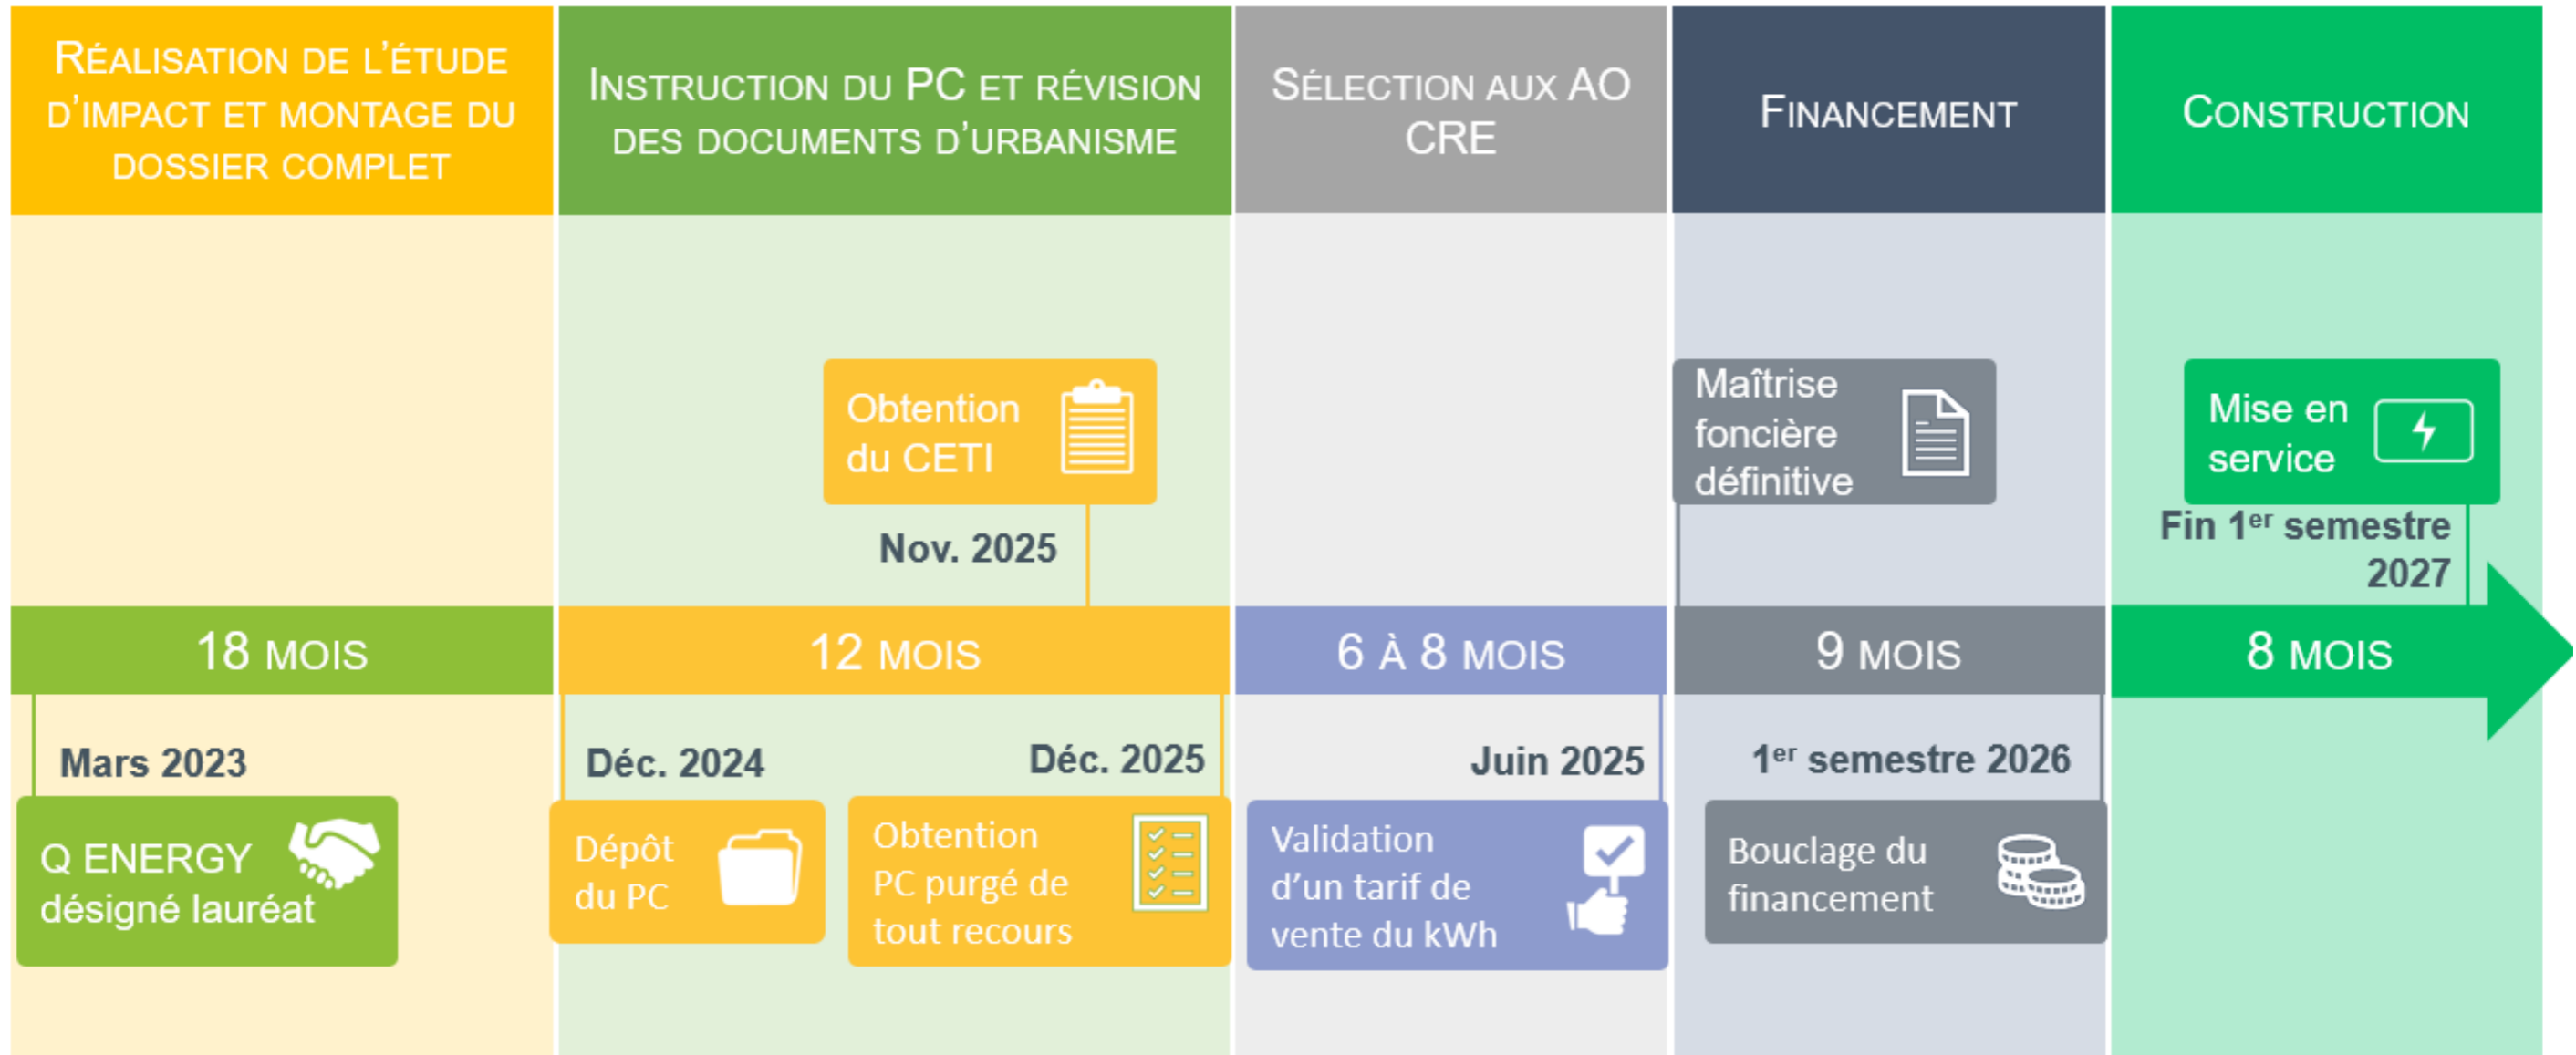 RÉALISATION DE L'ÉTUDE
D'IMPACT ET MONTAGE DU
DOSSIER COMPLET
INSTRUCTION DU PC ET RÉVISION
DES DOCUMENTS D'URBANISME
SÉLECTION AUX AO
CRE
FINANCEMENT
CONSTRUCTION
Obtention
du CETI
Nov. 2025
Maîtrise
foncière
définitive
Mise en
service
Fin 1er semestre
2027
18 MOIS
12 MOIS
6 À 8 MOIS
9 MOIS
8 MOIS
Mars 2023
Q ENERGY
désigné lauréat
Déc. 2024
Dépôt
du PC
Déc. 2025
Obtention
PC purgé de
tout recours
Juin 2025
Validation
d'un tarif de
vente du kWh
1er semestre 2026
Bouclage du
financement